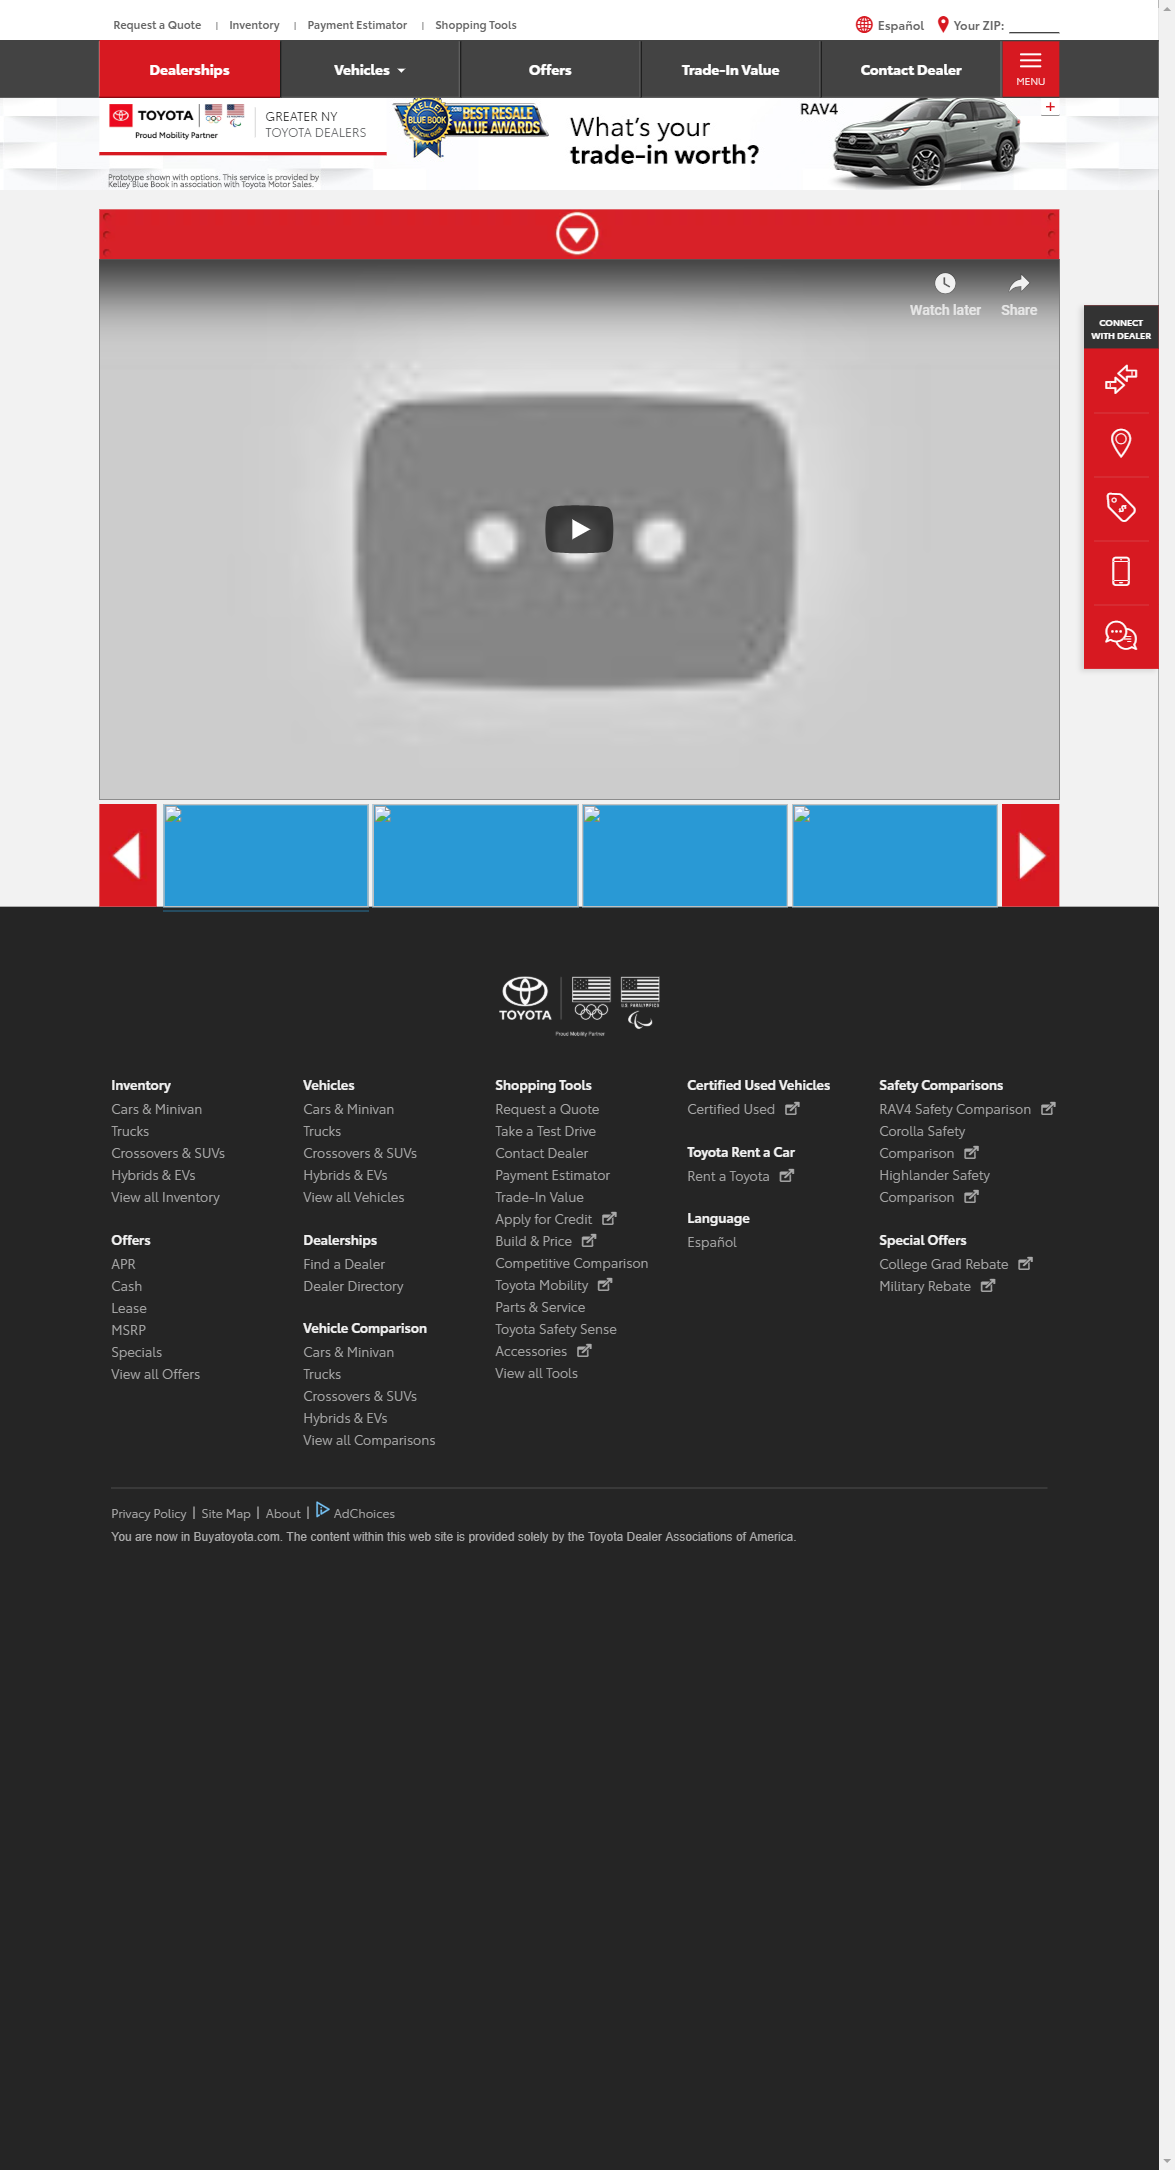 Request a Quote | Inventory | Payment Estimator | Shopping Tools
Español Your ZIP:
Dealerships Vehicles Offers Trade-In Value Contact Dealer MENU
TOYOTA
Proud Mobility Partner
GREATER NY
TOYOTA DEALERS
Prototype shown with options. This service is provided by
Kelley Blue Book in association with Toyota Motor Sales.
KELLEY
BLUE BOOK
BEST RESALE
VALUE AWARDS
What's your
trade-in worth?
RAV4
+
Watch later Share
CONNECT
WITH DEALER
TOYOTA
U.S. PARALYMPICS
Proud Mobility Partner
Inventory
Cars & Minivan
Trucks
Crossovers & SUVs
Hybrids & EVs
View all Inventory
Offers
APR
Cash
Lease
MSRP
Specials
View all Offers
Vehicles
Cars & Minivan
Trucks
Crossovers & SUVs
Hybrids & EVs
View all Vehicles
Dealerships
Find a Dealer
Dealer Directory
Vehicle Comparison
Cars & Minivan
Trucks
Crossovers & SUVs
Hybrids & EVs
View all Comparisons
Shopping Tools
Request a Quote
Take a Test Drive
Contact Dealer
Payment Estimator
Trade-In Value
Apply for Credit
Build & Price
Competitive Comparison
Toyota Mobility
Parts & Service
Toyota Safety Sense
Accessories
View all Tools
Certified Used Vehicles
Certified Used
Toyota Rent a Car
Rent a Toyota
Language
Español
Safety Comparisons
RAV4 Safety Comparison
Corolla Safety
Comparison
Highlander Safety
Comparison
Special Offers
College Grad Rebate
Military Rebate
Privacy Policy | Site Map | About | AdChoices
You are now in Buyatoyota.com. The content within this web site is provided solely by the Toyota Dealer Associations of America.